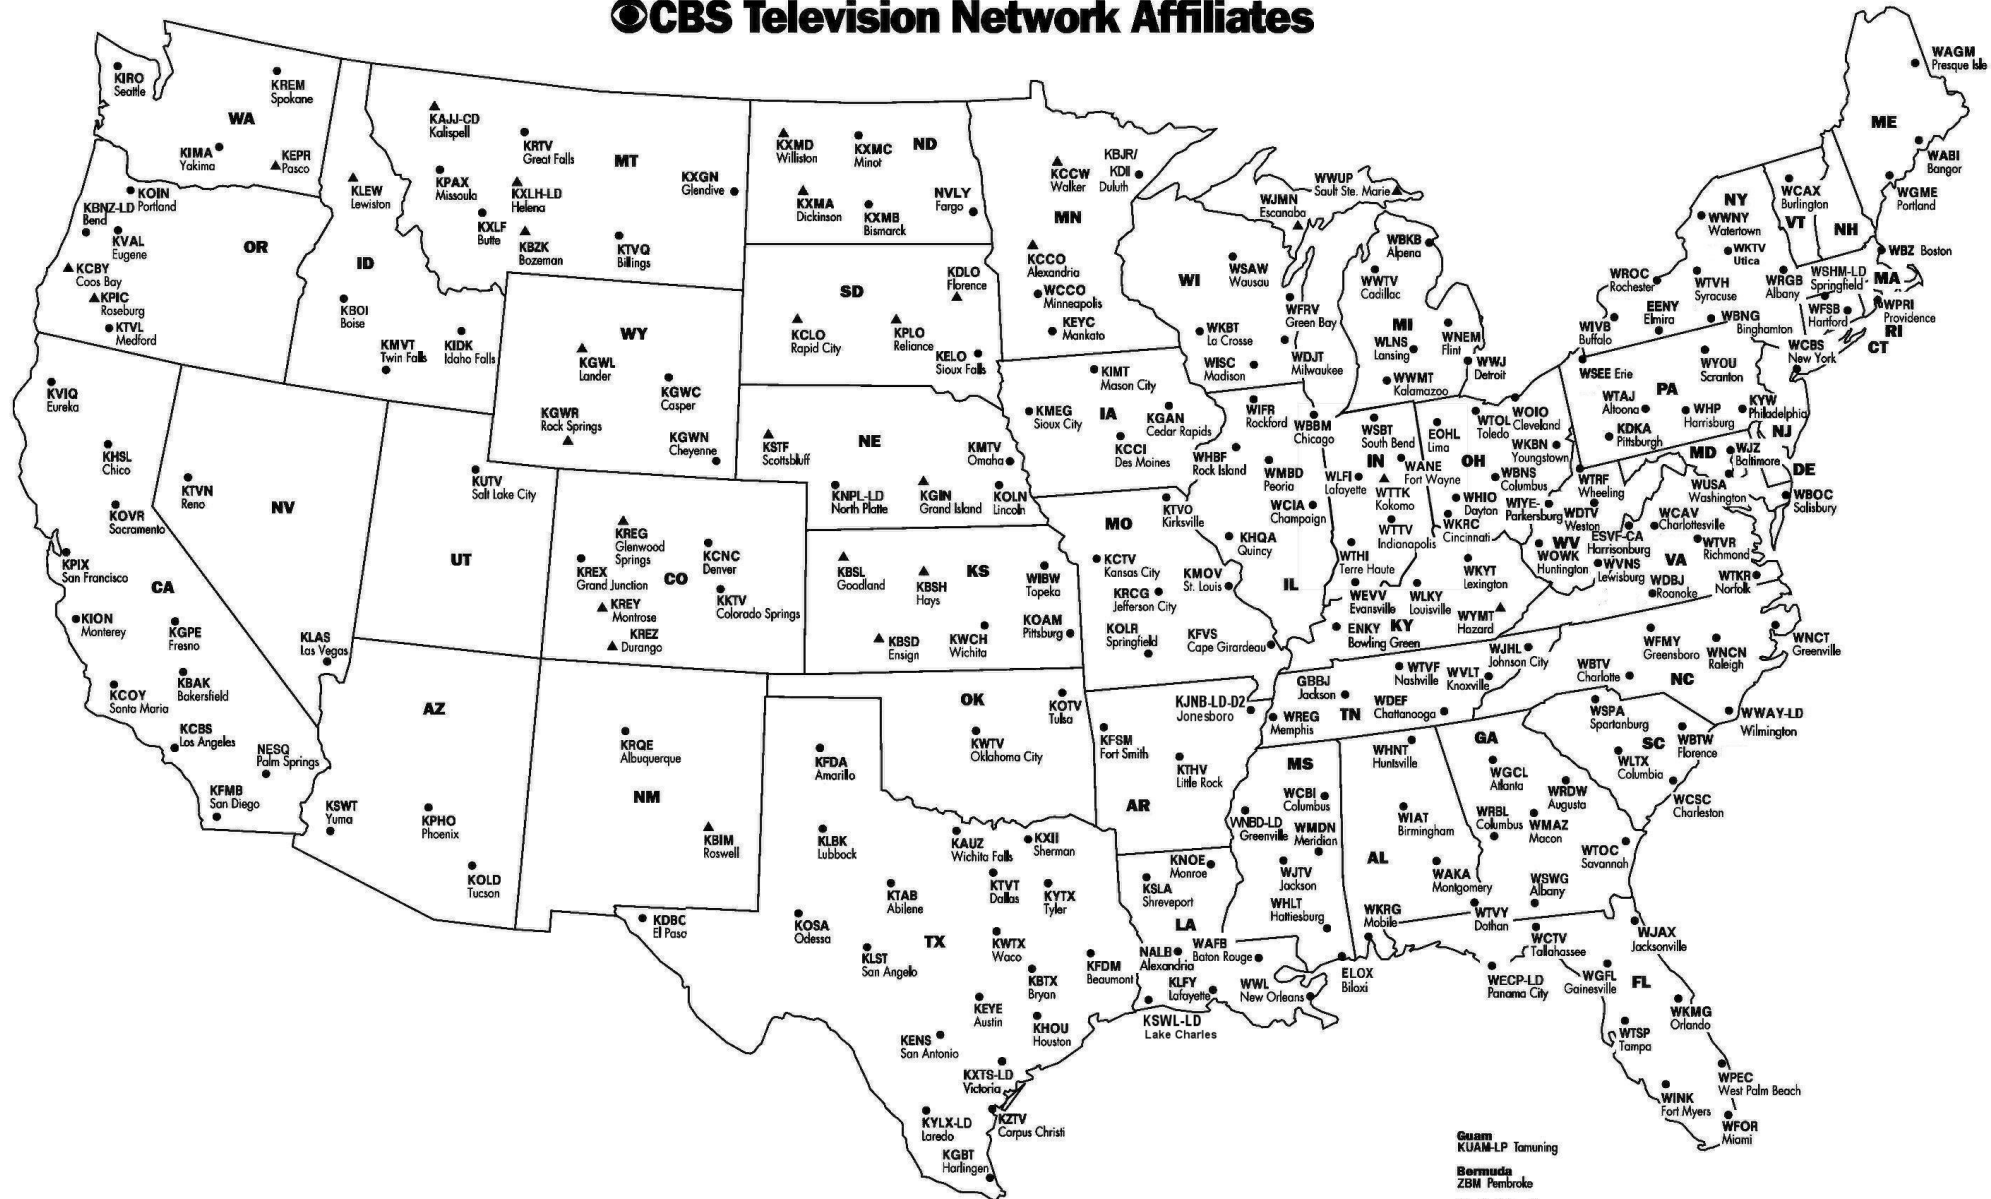 CBS Television Network Affiliates
KIRO
Seattle
KREM
Spokane
WA
KIMA
Yakima
KEPR
Pasco
KOIN
Portland
KBNZ-LD
Bend
KVAL
Eugene
OR
KCBY
Coos Bay
KPIC
Roseburg
KTVL
Medford
KLEW
Lewiston
ID
KBOI
Boise
KMVT
Twin Falls
KIDK
Idaho Falls
KAJJ-CD
Kalispell
KRTV
Great Falls
MT
KPAX
Missoula
KXLH-LD
Helena
KXGN
Glendive
KXLF
Butte
KBZK
Bozeman
KTVQ
Billings
WY
KGWL
Lander
KGWC
Casper
KGWR
Rock Springs
KGWN
Cheyenne
KXMD
Williston
KXMC
Minot
ND
KXMA
Dickinson
KXMB
Bismarck
NVLY
Fargo
SD
KDLO
Florence
KCLO
Rapid City
KPLO
Reliance
KELO
Sioux Falls
NE
KSTF
Scottsbluff
KMTV
Omaha
KNPL-LD
North Platte
KGIN
Grand Island
KOLN
Lincoln
KS
KBSL
Goodland
KBSH
Hays
WIBW
Topeka
KBSD
Ensign
KWCH
Wichita
KOAM
Pittsburg
KVIQ
Eureka
KHSL
Chico
KOVR
Sacramento
KPIX
San Francisco
CA
KION
Monterey
KGPE
Fresno
KBAK
Bakersfield
KCOY
Santa Maria
KCBS
Los Angeles
NESQ
Palm Springs
KFMB
San Diego
KTVN
Reno
NV
KLAS
Las Vegas
KUTV
Salt Lake City
UT
KREG
Glenwood
Springs
KCNC
Denver
KREX
Grand Junction
CO
KKTV
Colorado Springs
KREY
Montrose
KREZ
Durango
AZ
KSWT
Yuma
KPHO
Phoenix
KOLD
Tucson
KRQE
Albuquerque
NM
KBIM
Roswell
OK
KOTV
Tulsa
KWTV
Oklahoma City
KFDA
Amarillo
KLBK
Lubbock
KAUZ
Wichita Falls
KXII
Sherman
KTAB
Abilene
KTVT
Dallas
KYTX
Tyler
KDBC
El Paso
KOSA
Odessa
TX
KLST
San Angelo
KWTX
Waco
KBTX
Bryan
KFDM
Beaumont
KEYE
Austin
KHOU
Houston
KENS
San Antonio
KXTS-LD
Victoria
KYLX-LD
Laredo
KZTV
Corpus Christi
KGBT
Harlingen
KCCW
Walker
KBJR/
KDII
Duluth
MN
KCCO
Alexandria
WCCO
Minneapolis
KEYC
Mankato
KIMT
Mason City
IA
KMEG
Sioux City
KGAN
Cedar Rapids
KCCI
Des Moines
MO
KTVO
Kirksville
KCTV
Kansas City
KMOV
St. Louis
KRCG
Jefferson City
KOLR
Springfield
KFVS
Cape Girardeau
KJNB-LD-D2
Jonesboro
KFSM
Fort Smith
KTHV
Little Rock
AR
KNOE
Monroe
KSLA
Shreveport
LA
NALB
Alexandria
WAFB
Baton Rouge
KLFY
Lafayette
WWL
New Orleans
KSWL-LD
Lake Charles
WI
WSAW
Wausau
WFRV
Green Bay
WKBT
La Crosse
WISC
Madison
WDJT
Milwaukee
WJMN
Escanaba
WWUP
Sault Ste. Marie
WBKB
Alpena
WWTV
Cadillac
MI
WLNS
Lansing
WNEM
Flint
WWJ
Detroit
WWMT
Kalamazoo
WIFR
Rockford
WBBM
Chicago
WHBF
Rock Island
WMBD
Peoria
WCIA
Champaign
KHQA
Quincy
IL
WSBT
South Bend
IN
WANE
Fort Wayne
WLFI
Lafayette
WTTK
Kokomo
WTTV
Indianapolis
WTHI
Terre Haute
WEVV
Evansville
EOHL
Lima
WTOL
Toledo
WOIO
Cleveland
WKBN
Youngstown
OH
WBNS
Columbus
WHIO
Dayton
WKRC
Cincinnati
WLKY
Louisville
WKYT
Lexington
WYMT
Hazard
ENKY
Bowling Green
KY
GBBJ
Jackson
WTVF
Nashville
WVLT
Knoxville
WJHL
Johnson City
WREG
Memphis
TN
WDEF
Chattanooga
MS
WCBI
Columbus
WNBD-LD
Greenville
WMDN
Meridian
WJTV
Jackson
WHLT
Hattiesburg
ELOX
Biloxi
WHNT
Huntsville
WIAT
Birmingham
AL
WAKA
Montgomery
WKRG
Mobile
WTVY
Dothan
GA
WGCL
Atlanta
WRDW
Augusta
WRBL
Columbus
WMAZ
Macon
WTOC
Savannah
WSWG
Albany
WCTV
Tallahassee
WJAX
Jacksonville
WECP-LD
Panama City
WGFL
Gainesville
FL
WKMG
Orlando
WTSP
Tampa
WPEC
West Palm Beach
WINK
Fort Myers
WFOR
Miami
WSPA
Spartanburg
SC
WBTW
Florence
WLTX
Columbia
WCSC
Charleston
WFMY
Greensboro
WNCN
Raleigh
WNCT
Greenville
WBTV
Charlotte
NC
WWAY-LD
Wilmington
WTRF
Wheeling
WIYE-
Parkersburg
WDTV
Weston
WV
WOWK
Huntington
WVNS
Lewisburg
ESVF-CA
Harrisonburg
WCAV
Charlottesville
VA
WTVR
Richmond
WDBJ
Roanoke
WTKR
Norfolk
MD
WJZ
Baltimore
WUSA
Washington
DE
WBOC
Salisbury
WSEE Erie
WYOU
Scranton
PA
WTAJ
Altoona
WHP
Harrisburg
KYW
Philadelphia
KDKA
Pittsburgh
NJ
NY
WWNY
Watertown
WKTV
Utica
WROC
Rochester
WTVH
Syracuse
WRGB
Albany
EENY
Elmira
WIVB
Buffalo
WBNG
Binghamton
WCBS
New York
WCAX
Burlington
VT
NH
WAGM
Presque Isle
ME
WABI
Bangor
WGME
Portland
WBZ Boston
WSHM-LD
Springfield
MA
WFSB
Hartford
WPRI
Providence
RI
CT
Guam
KUAM-LP Tamuning
Bermuda
ZBM Pembroke